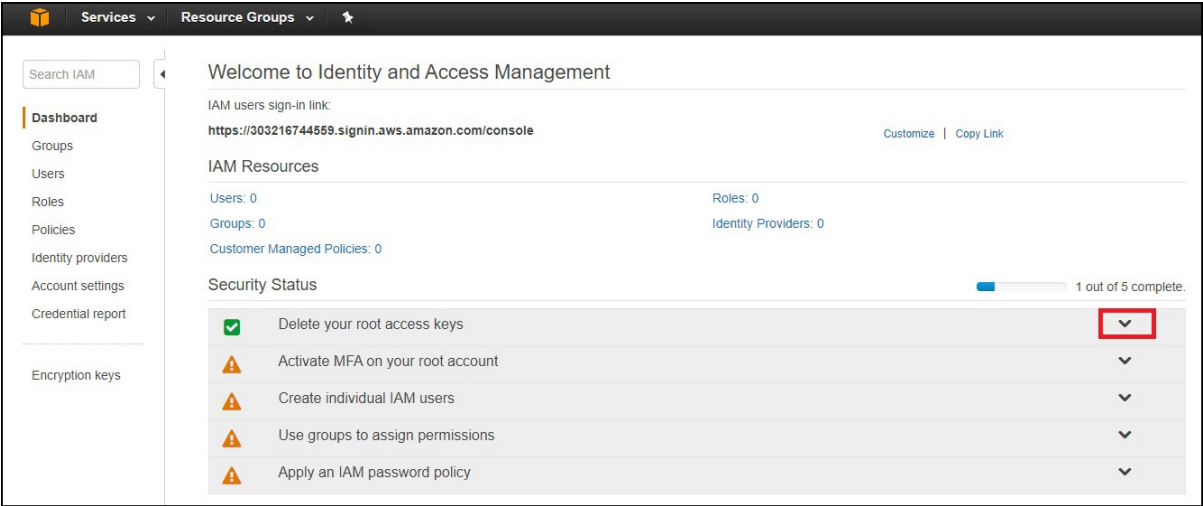 Services Resource Groups
Search IAM
Dashboard
Groups
Users
Roles
Policies
Identity providers
Account settings
Credential report
Encryption keys
Welcome to Identity and Access Management
IAM users sign-in link:
https://303216744559.signin.aws.amazon.com/console
Customize | Copy Link
IAM Resources
Users: 0
Roles: 0
Groups: 0
Identity Providers: 0
Customer Managed Policies: 0
Security Status
1 out of 5 complete.
Delete your root access keys
Activate MFA on your root account
Create individual IAM users
Use groups to assign permissions
Apply an IAM password policy